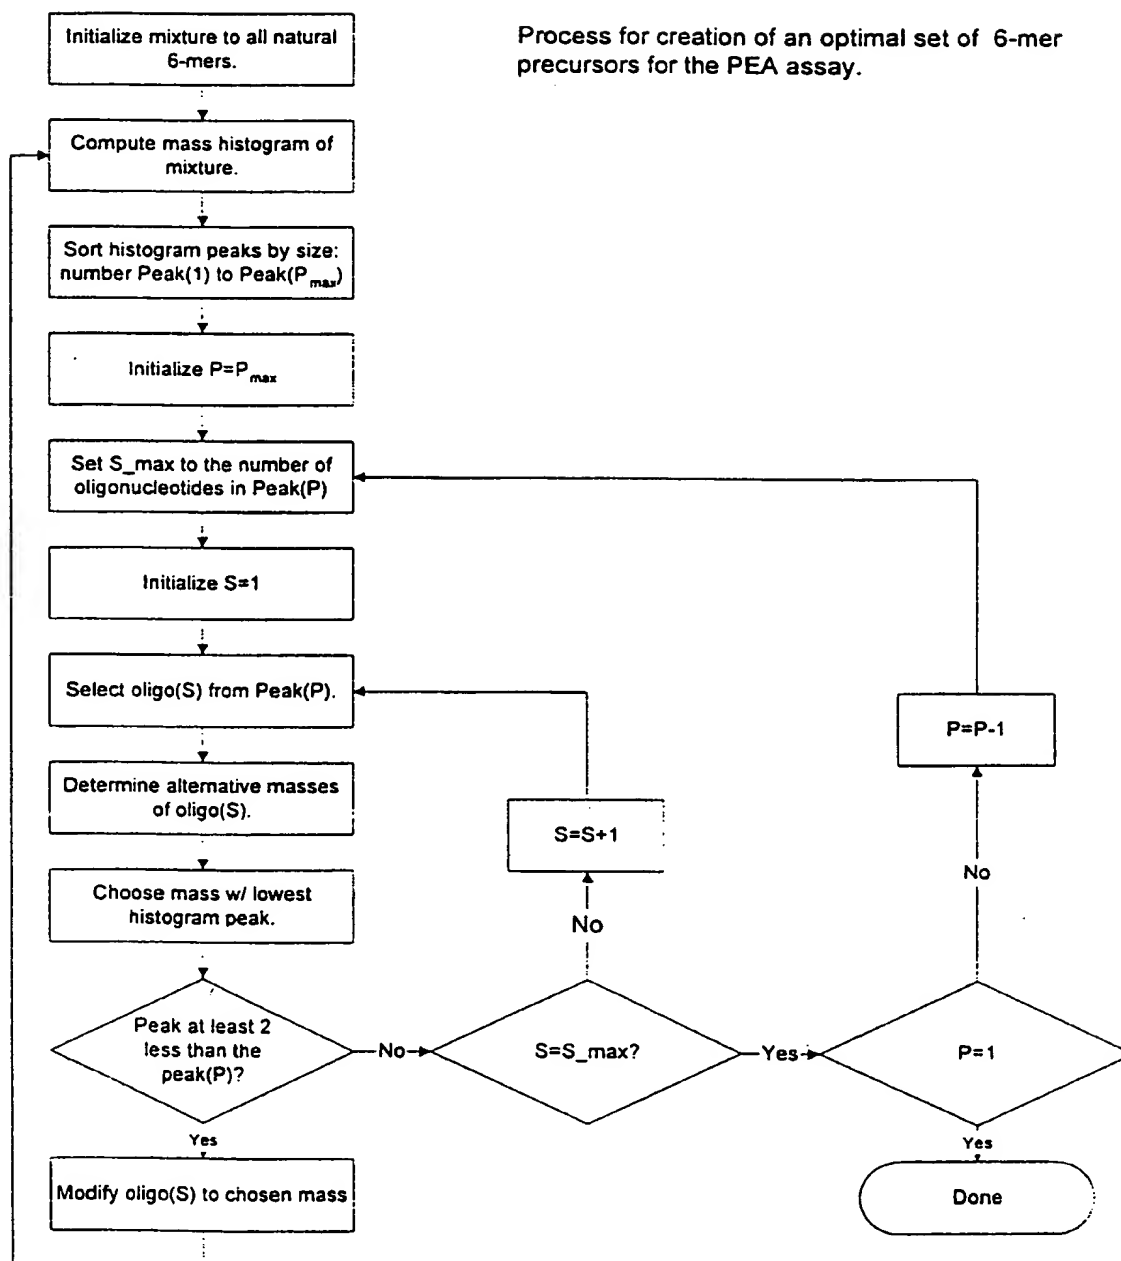 Initialize mixture to all natural
6-mers.
Process for creation of an optimal set of 6-mer
precursors for the PEA assay.
Compute mass histogram of
mixture.
Sort histogram peaks by size:
number Peak(1) to Peak(Pmax)
Initialize P=Pmax
Set S_max to the number of
oligonucleotides in Peak(P)
Initialize S=1
Select oligo(S) from Peak(P).
P=P-1
Determine alternative masses
of oligo(S).
S=S+1
Choose mass w/ lowest
histogram peak.
No
No
Peak at least 2
less than the
peak(P)?
No
S=S_max?
Yes
P=1
Yes
Yes
Modify oligo(S) to chosen mass
Done